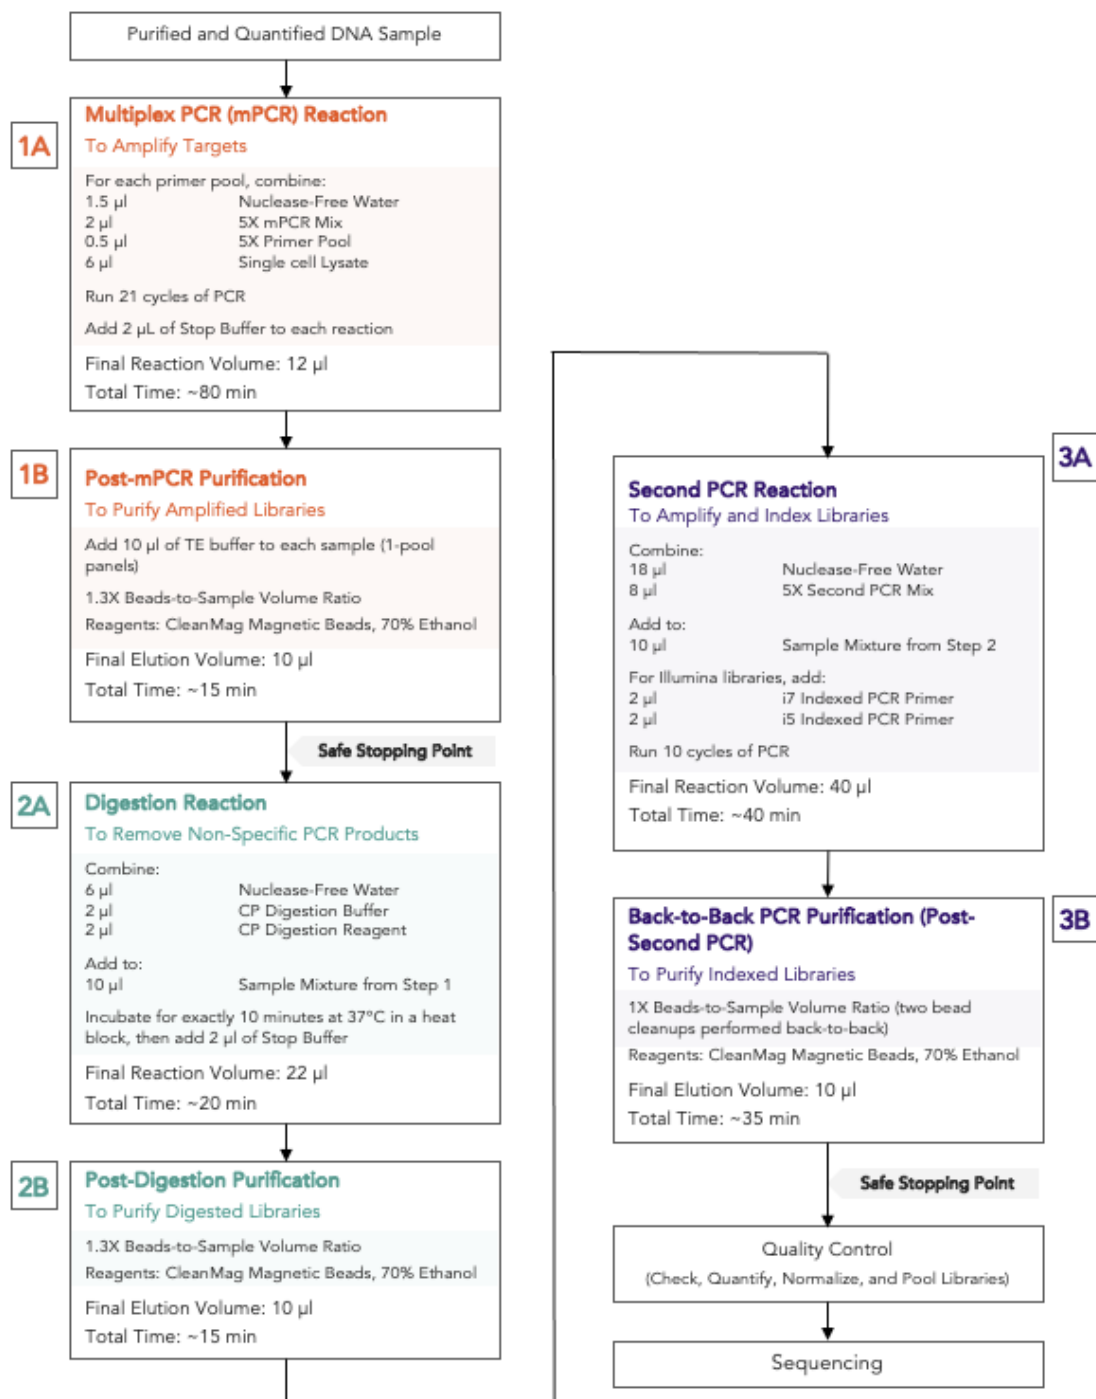 Purified and Quantified DNA Sample
1A
Multiplex PCR (mPCR) Reaction
To Amplify Targets
For each primer pool, combine:
1.5 µl Nuclease-Free Water
2 µl 5X mPCR Mix
0.5 µl 5X Primer Pool
6 µl Single cell Lysate
Run 21 cycles of PCR
Add 2 µL of Stop Buffer to each reaction
Final Reaction Volume: 12 µl
Total Time: ~80 min
1B
Post-mPCR Purification
To Purify Amplified Libraries
Add 10 µl of TE buffer to each sample (1-pool
panels)
1.3X Beads-to-Sample Volume Ratio
Reagents: CleanMag Magnetic Beads, 70% Ethanol
Final Elution Volume: 10 µl
Total Time: ~15 min
Safe Stopping Point
2A
Digestion Reaction
To Remove Non-Specific PCR Products
Combine:
6 µl Nuclease-Free Water
2 µl CP Digestion Buffer
2 µl CP Digestion Reagent
Add to:
10 µl Sample Mixture from Step 1
Incubate for exactly 10 minutes at 37°C in a heat
block, then add 2 µl of Stop Buffer
Final Reaction Volume: 22 µl
Total Time: ~20 min
2B
Post-Digestion Purification
To Purify Digested Libraries
1.3X Beads-to-Sample Volume Ratio
Reagents: CleanMag Magnetic Beads, 70% Ethanol
Final Elution Volume: 10 µl
Total Time: ~15 min
3A
Second PCR Reaction
To Amplify and Index Libraries
Combine:
18 µl Nuclease-Free Water
8 µl 5X Second PCR Mix
Add to:
10 µl Sample Mixture from Step 2
For Illumina libraries, add:
2 µl i7 Indexed PCR Primer
2 µl i5 Indexed PCR Primer
Run 10 cycles of PCR
Final Reaction Volume: 40 µl
Total Time: ~40 min
3B
Back-to-Back PCR Purification (Post-
Second PCR)
To Purify Indexed Libraries
1X Beads-to-Sample Volume Ratio (two bead
cleanups performed back-to-back)
Reagents: CleanMag Magnetic Beads, 70% Ethanol
Final Elution Volume: 10 µl
Total Time: ~35 min
Safe Stopping Point
Quality Control
(Check, Quantify, Normalize, and Pool Libraries)
Sequencing